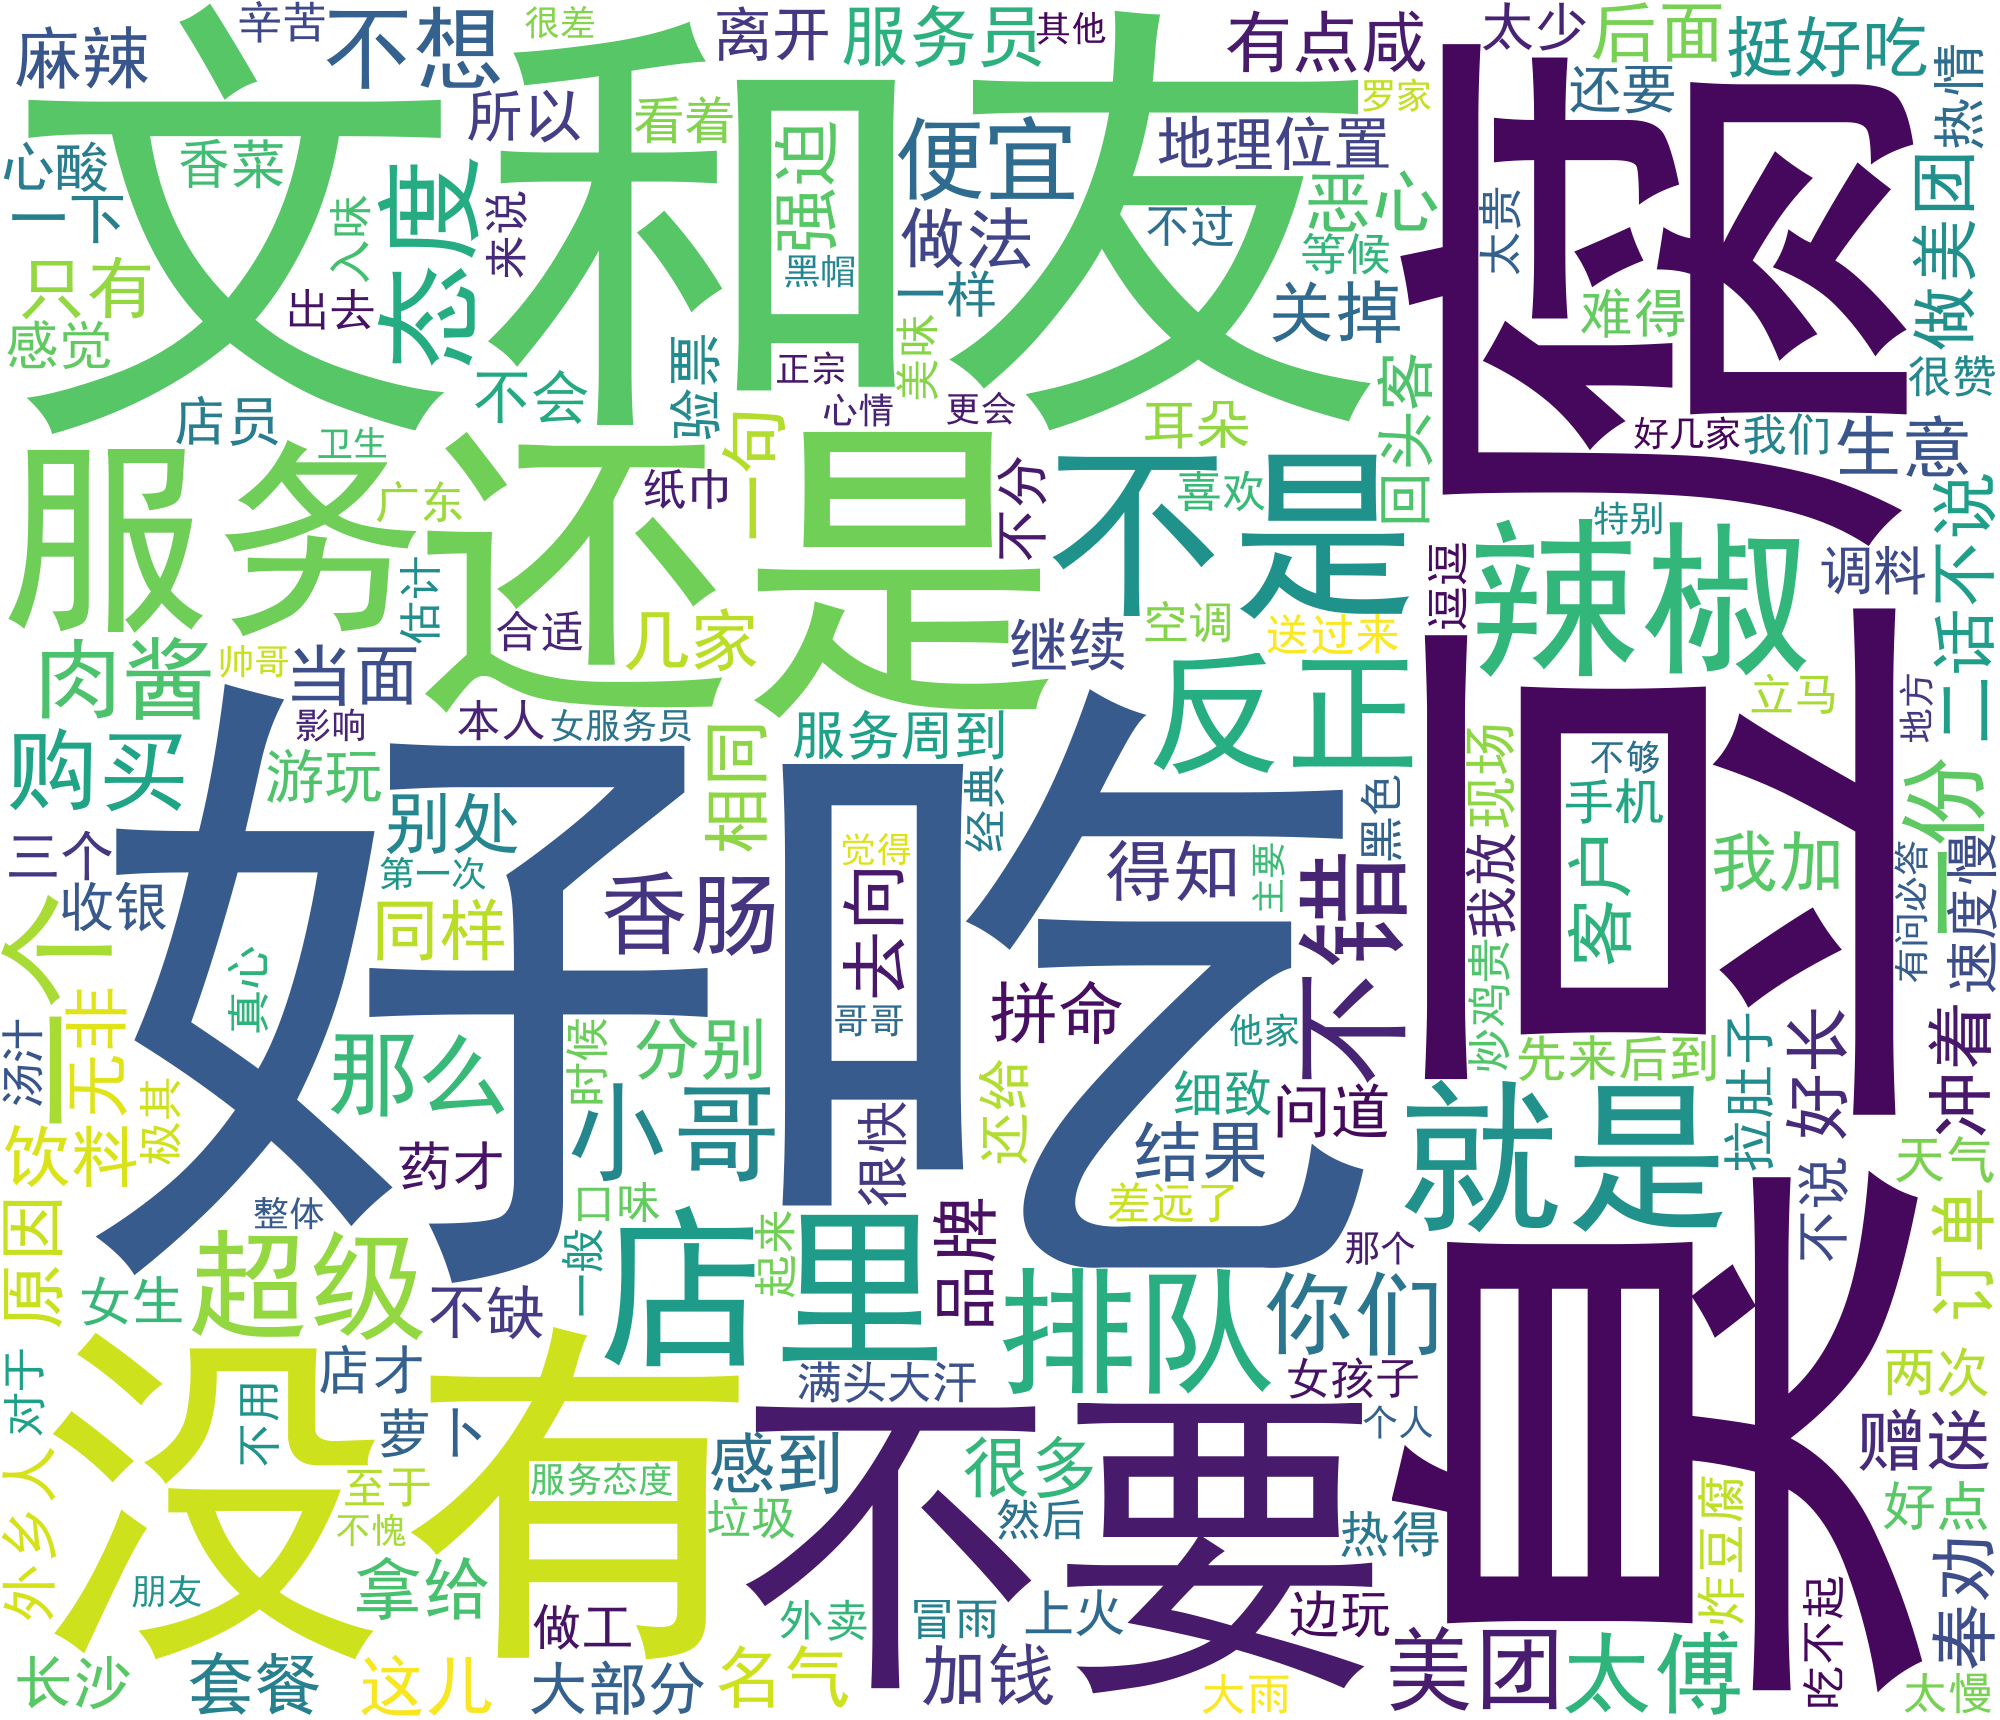 麻辣
辛苦
不想
很差
离开
服务员
其他
有点咸
太少
后面
挺好吃
文和友
所以
看着
罗家
还要
热情
心酸
香菜
态度
强迫
便宜
地理位置
臭豆腐
一下
入味
来说
做法
不过
恶心
太贵
做美团
只有
出去
黑帽
一样
等候
关掉
难得
感觉
不会
验票
正宗
美味
回头客
很赞
店员
卫生
一句
心情
更会
耳朵
好几家
我们
生意
服务
还是
广东
纸巾
不分
不是
喜欢
特别
辣椒
二话不说
估计
合适
几家
继续
空调
送过来
逗逗
调料
肉酱
帅哥
当面
反正
味道
立马
地方
影响
本人
女服务员
相同
服务周到
购买
游玩
好吃
经典
黑色
现场
不够
手机
一份
三个
别处
觉得
得知
不错
我放
客户
我加
收银
第一次
香肠
去向
主要
有问必答
速度慢
一个
同样
真心
哥哥
拼命
炒鸡贵
汤汁
无非
那么
时候
分别
他家
先来后到
拉肚子
好长
冲着
极其
小哥
很快
还给
细致
问道
饮料
药才
结果
就是
天气
不说
原因
整体
口味
差远了
订单
女生
超级
不缺
一般
店里
起来
品牌
排队
你们
那个
长沙
对于
没有
店才
满头大汗
女孩子
两次
不用
萝卜
不要
感到
很多
个人
赠送
外乡人
至于
服务态度
垃圾
然后
热得
炸豆腐
好点
不愧
朋友
拿给
做工
外卖
冒雨
上火
边玩
吃不起
奉劝
长沙
套餐
这儿
大部分
名气
加钱
大雨
美团
太傅
太慢